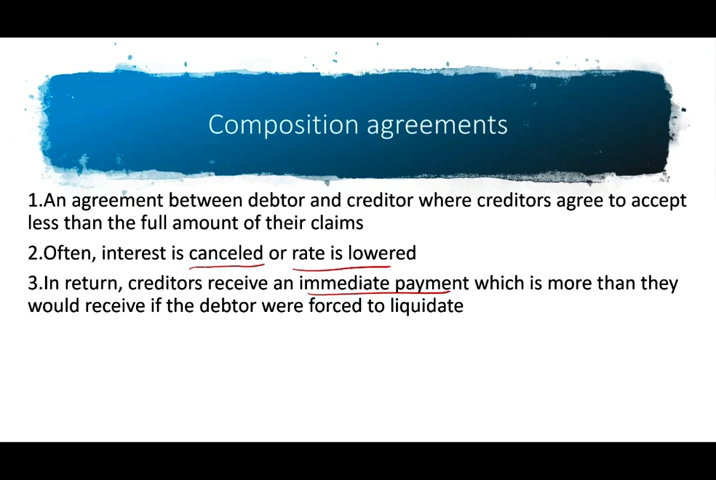 Composition agreements
1.An agreement between debtor and creditor where creditors agree to accept
less than the full amount of their claims
2.Often, interest is canceled or rate is lowered
3.In return, creditors receive an immediate payment which is more than they
would receive if the debtor were forced to liquidate